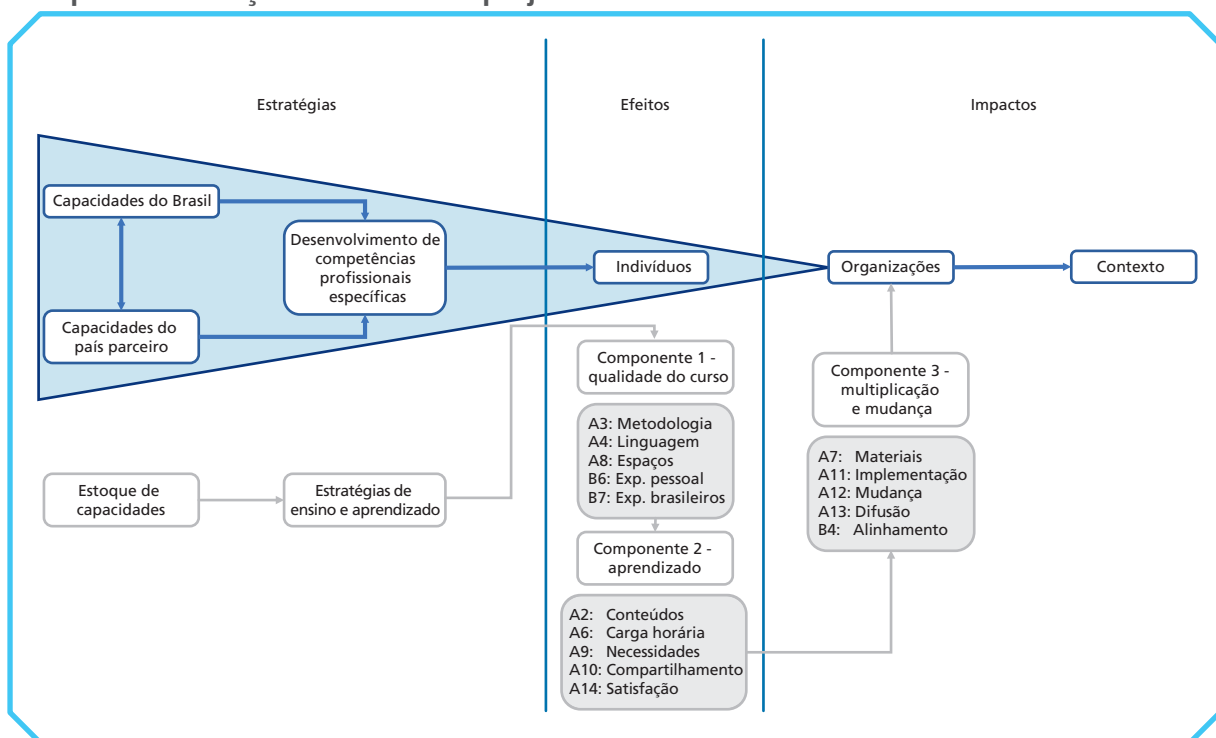 Estratégias
Efeitos
Impactos
Capacidades do Brasil
Desenvolvimento de
competências
profissionais
específicas
Capacidades do
país parceiro
Indivíduos
Organizações
Contexto
Estoque de
capacidades
Estratégias de
ensino e aprendizado
Componente 1 -
qualidade do curso
A3: Metodologia
A4: Linguagem
A8: Espaços
B6: Exp. pessoal
B7: Exp. brasileiros
Componente 2 -
aprendizado
A2: Conteúdos
A6: Carga horária
A9: Necessidades
A10: Compartilhamento
A14: Satisfação
Componente 3 -
multiplicação
e mudança
A7: Materiais
A11: Implementação
A12: Mudança
A13: Difusão
B4: Alinhamento